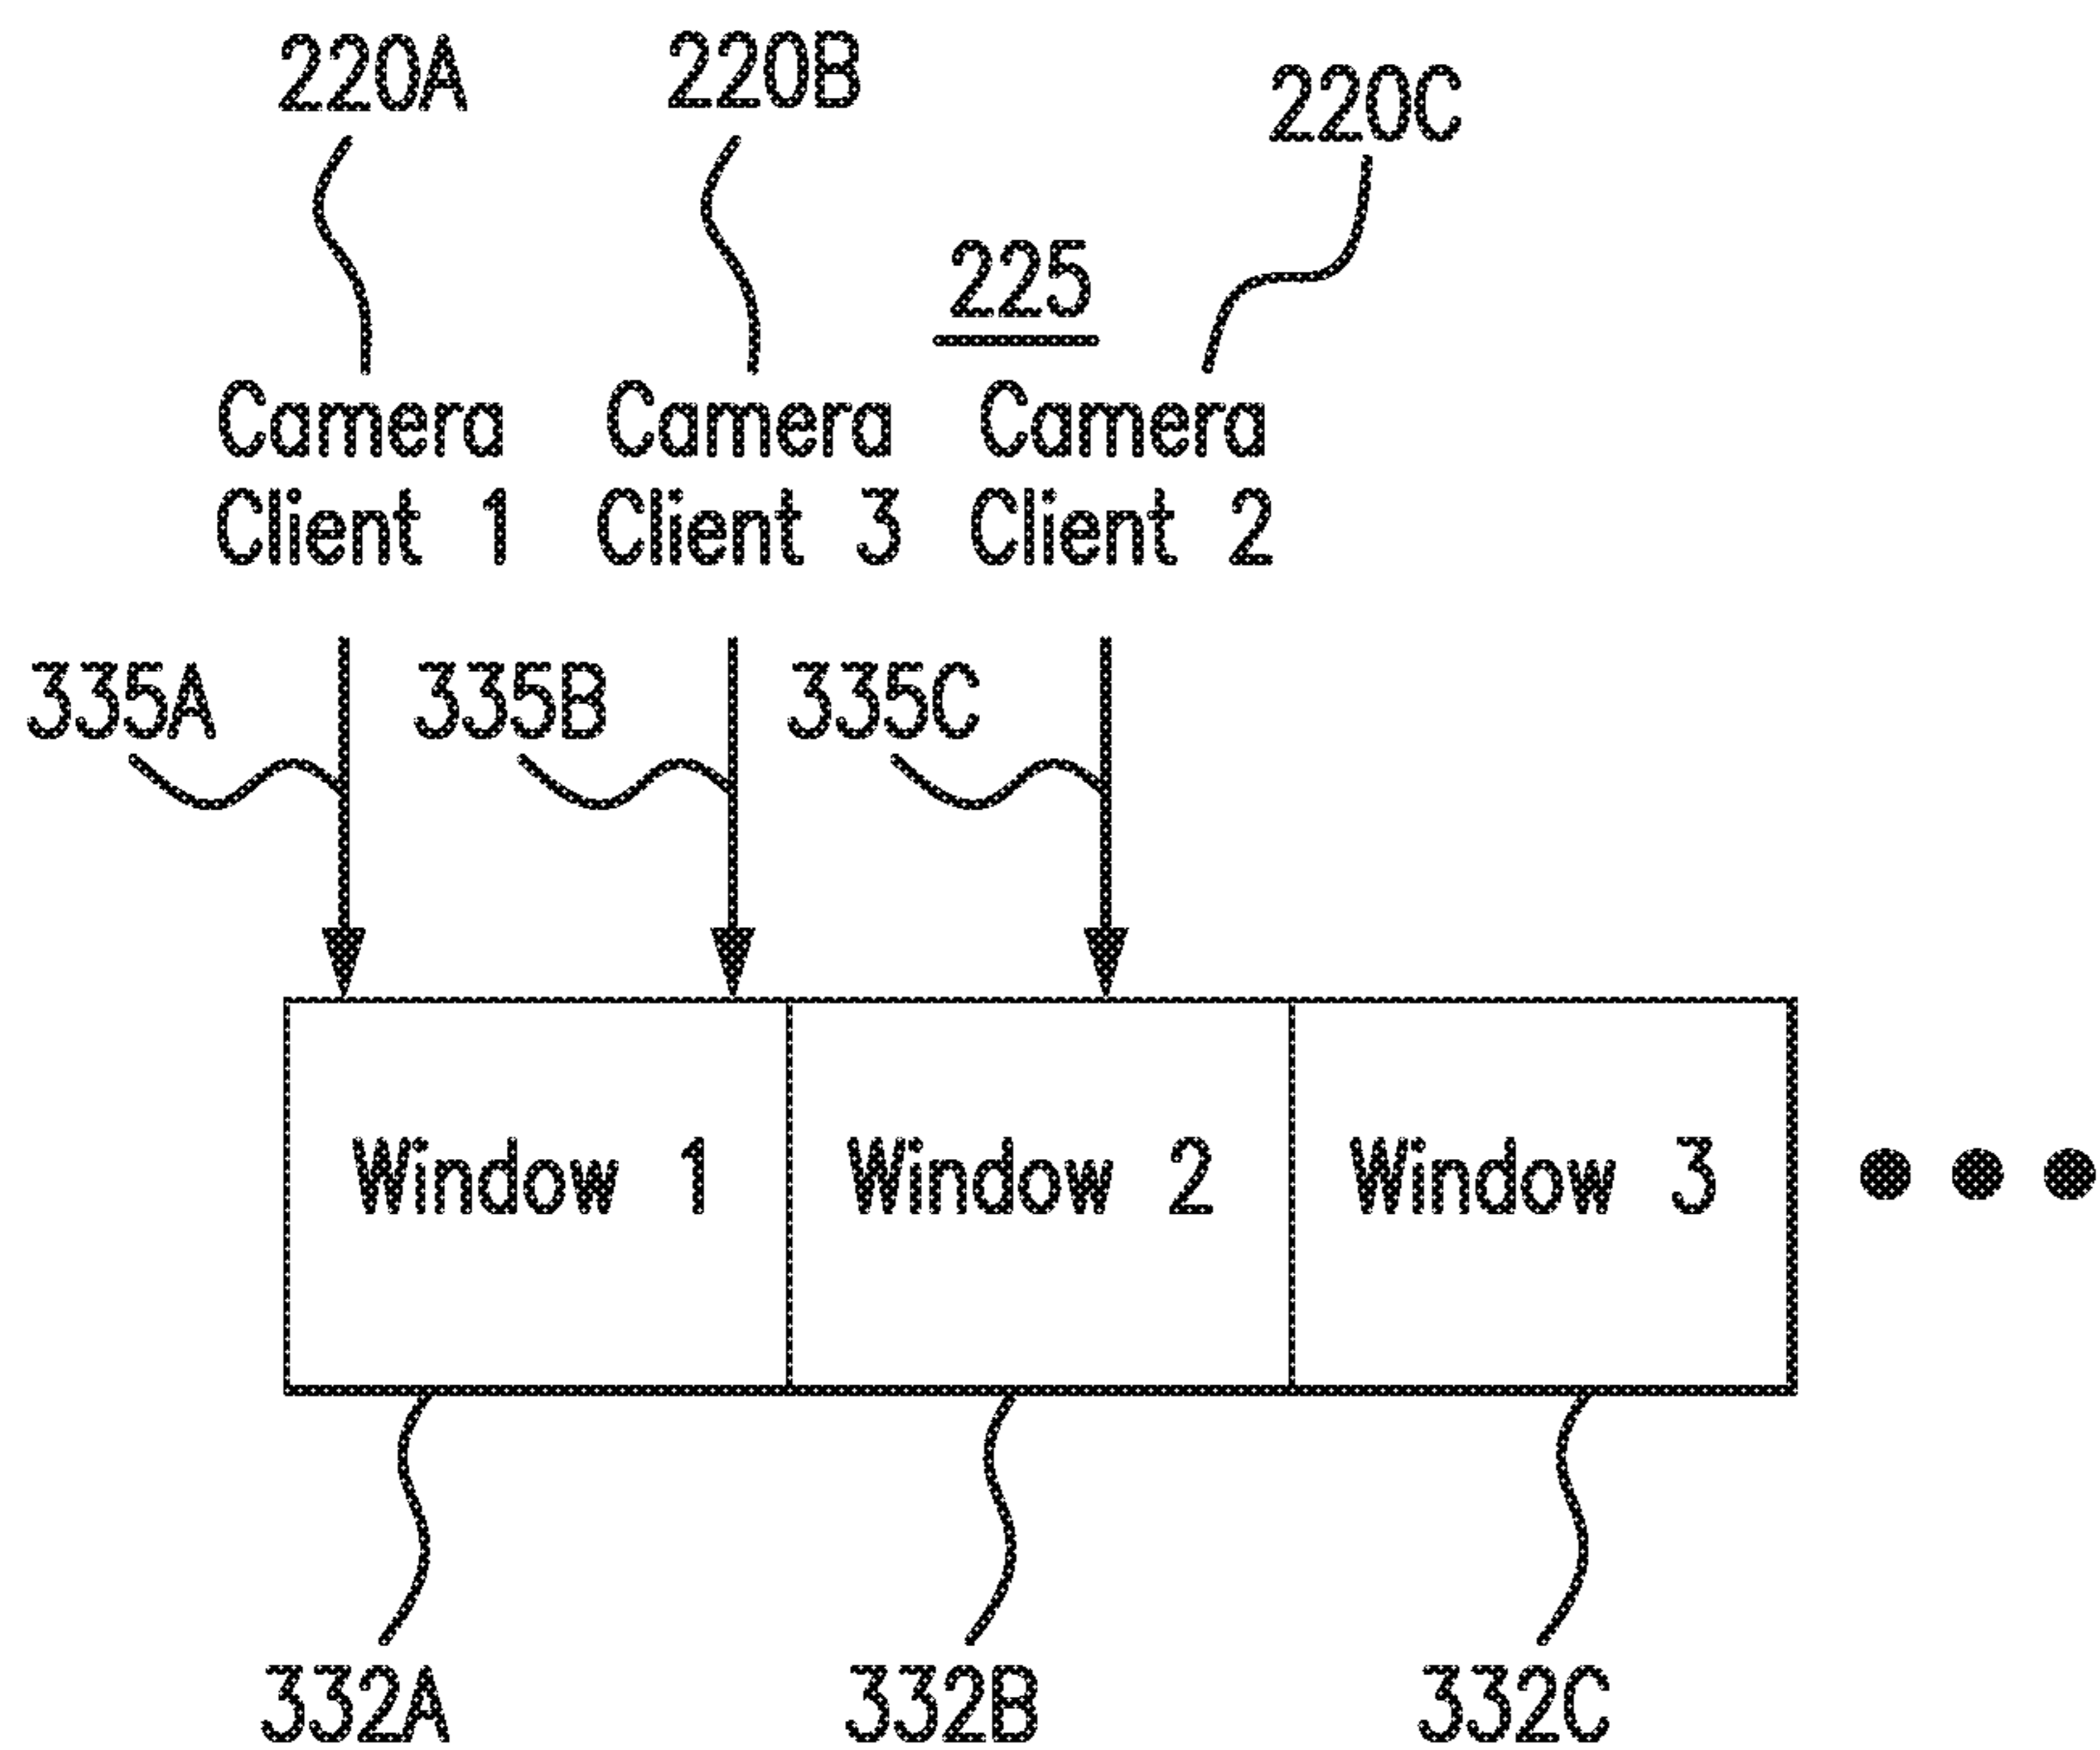 220A 220B 220C
225
Camera Camera Camera
Client 1 Client 3 Client 2
335A 335B 335C
Window 1 Window 2 Window 3
332A 332B 332C